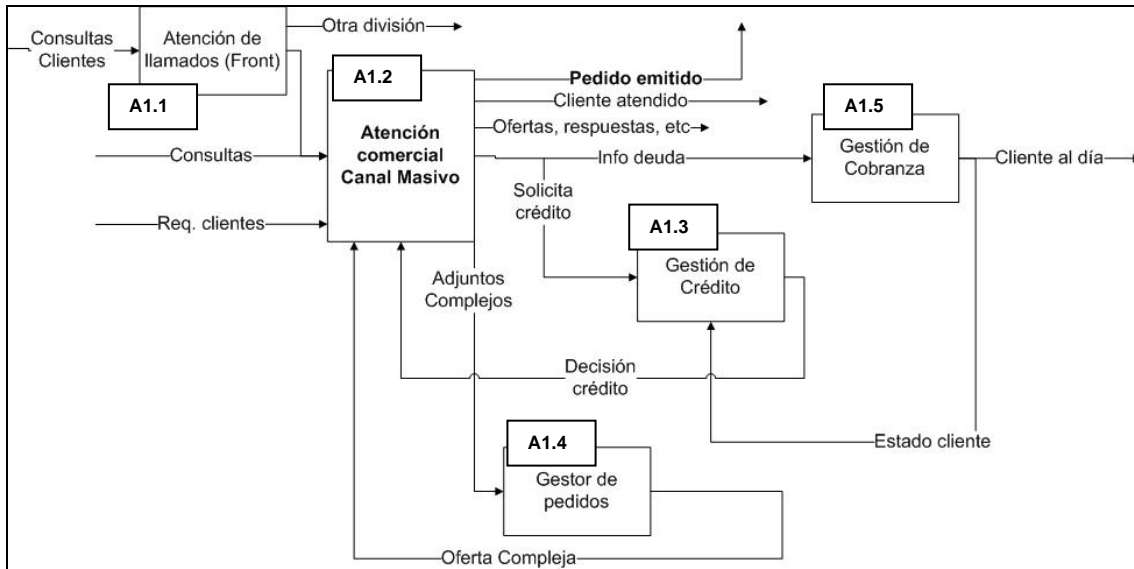 Otra división
Consultas
Clientes
Atención de
llamados (Front)
A1.1
A1.2
Atención
comercial
Canal Masivo
Pedido emitido
Cliente atendido
Ofertas, respuestas, etc
Consultas
Info deuda
A1.5
Gestión de
Cobranza
Cliente al día
Solicita
crédito
Req. clientes
A1.3
Gestión de
Crédito
Adjuntos
Complejos
Decisión
crédito
Estado cliente
A1.4
Gestor de
pedidos
Oferta Compleja